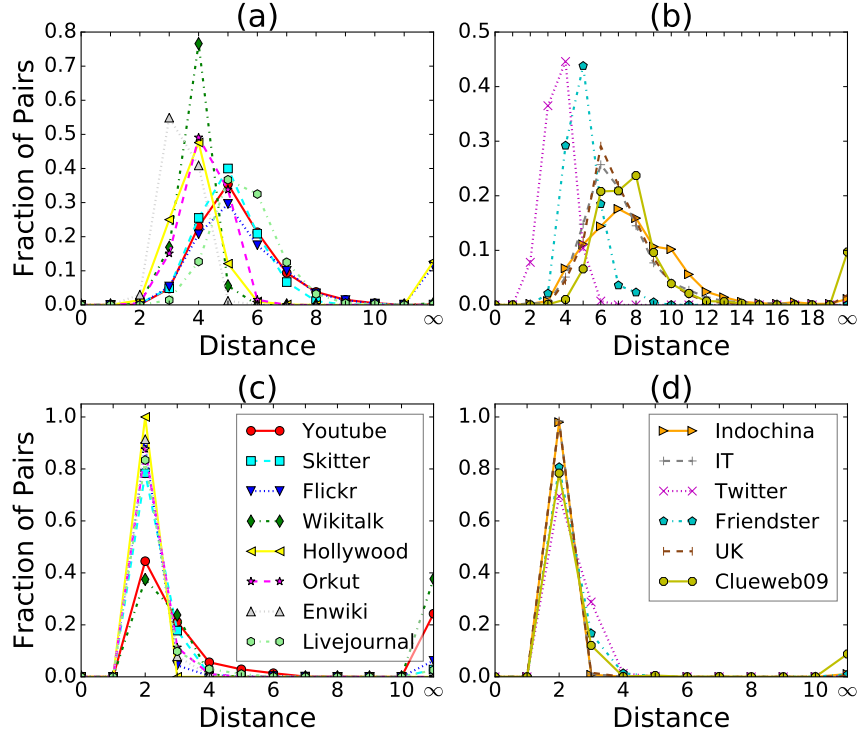 (a)
0.8
0.7
0.6
0.5
0.4
0.3
0.2
0.1
0.0
Fraction of Pairs
0 2 4 6 8 10 ∞
Distance
(b)
0.5
0.4
0.3
0.2
0.1
0.0
0 2 4 6 8 10 12 14 16 18 ∞
Distance
(c)
1.0
0.8
0.6
0.4
0.2
0.0
Fraction of Pairs
Youtube
Skitter
Flickr
Wikitalk
Hollywood
Orkut
Enwiki
Livejournal
0 2 4 6 8 10 ∞
Distance
(d)
1.0
0.8
0.6
0.4
0.2
0.0
Indochina
IT
Twitter
Friendster
UK
Clueweb09
0 2 4 6 8 10 ∞
Distance